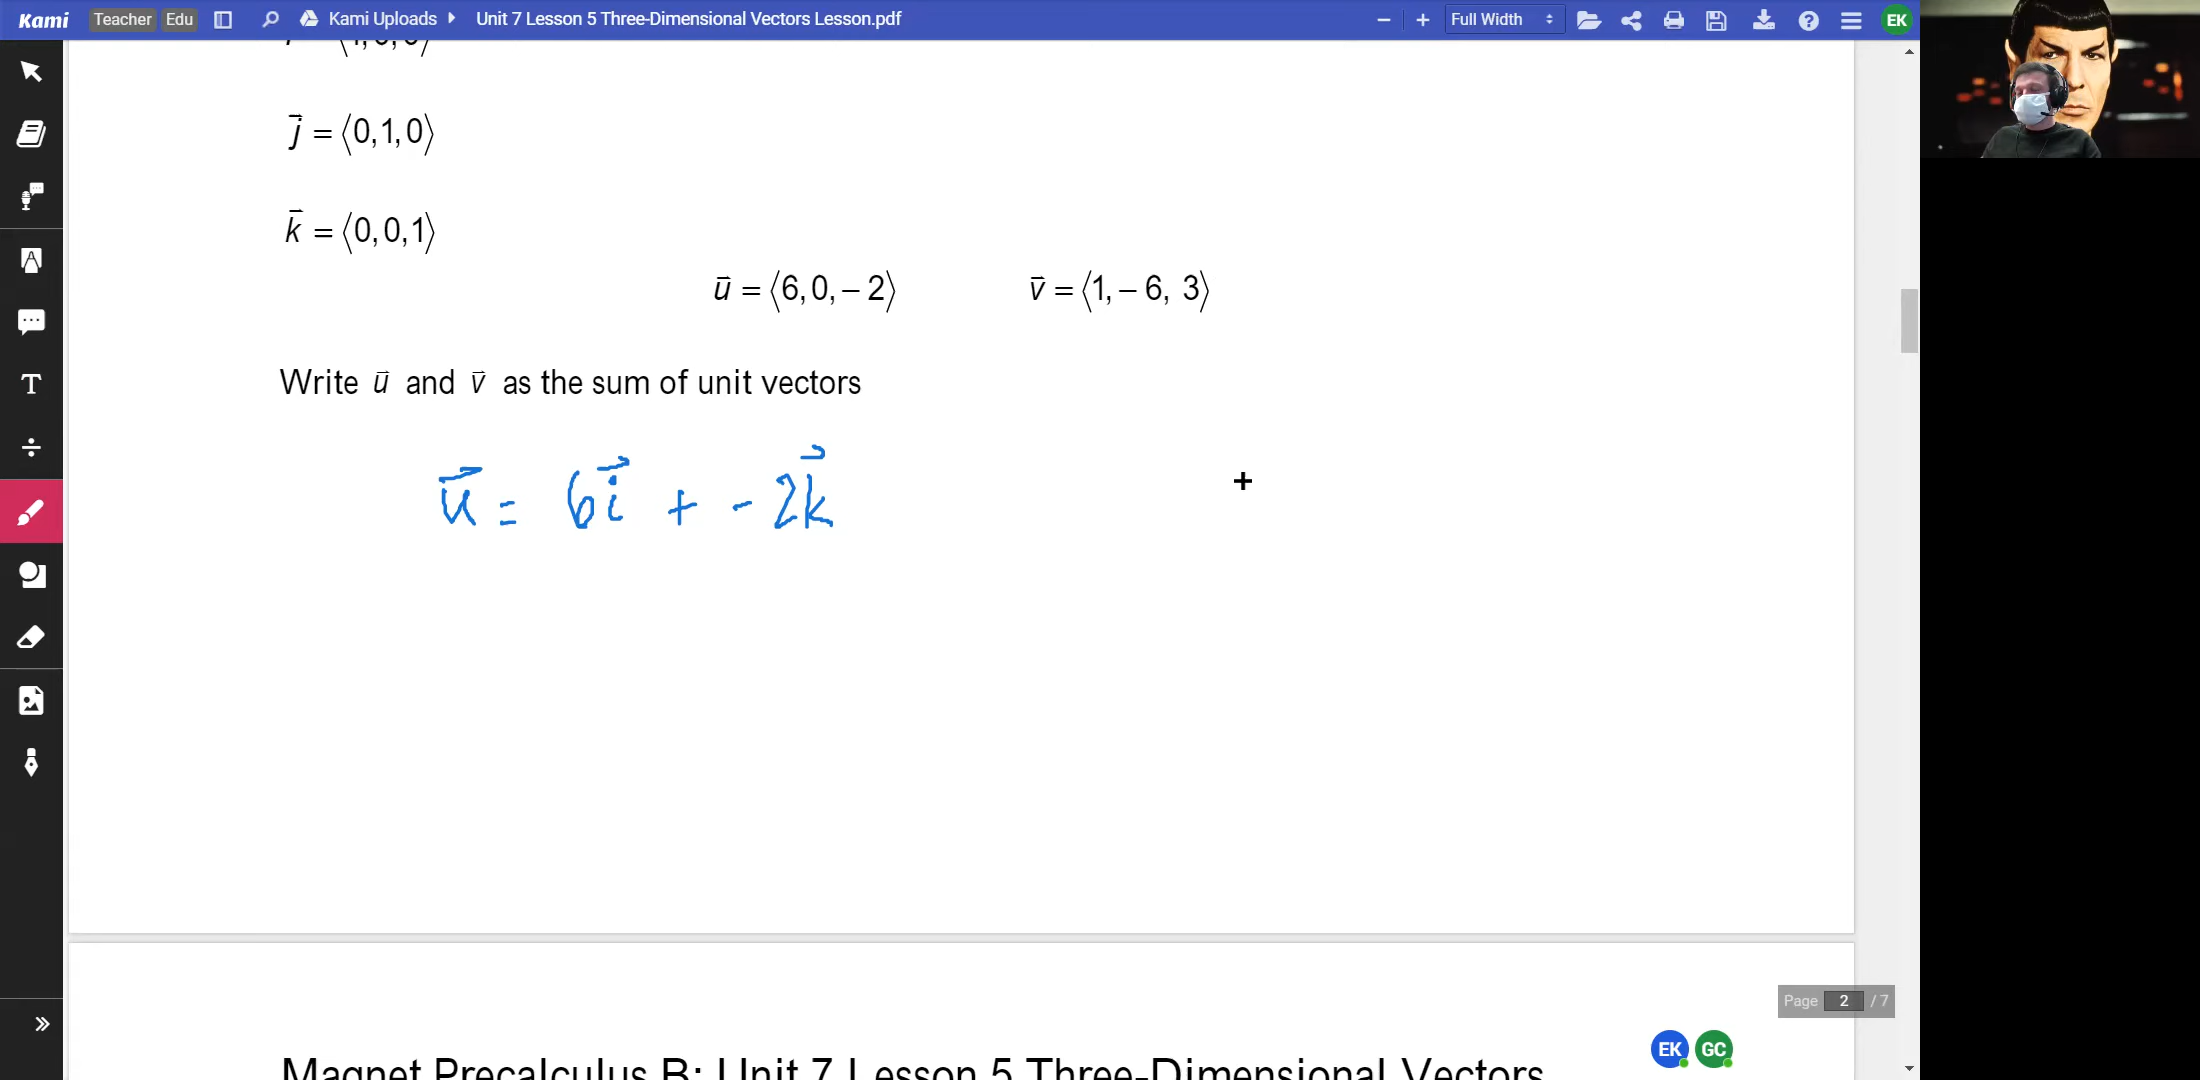 Kami Teacher Edu Kami Uploads Unit 7 Lesson 5 Three-Dimensional Vectors Lesson.pdf Full Width EK
j⃗ = ⟨0,1,0⟩
k⃗ = ⟨0,0,1⟩
u⃗ = ⟨6,0,−2⟩ v⃗ = ⟨1,−6, 3⟩
Write u⃗ and v⃗ as the sum of unit vectors
u⃗ = 6i⃗ + -2k⃗
Page 2 / 7
EK GC
Magnet Precalculus B: Unit 7 Lesson 5 Three-Dimensional Vectors